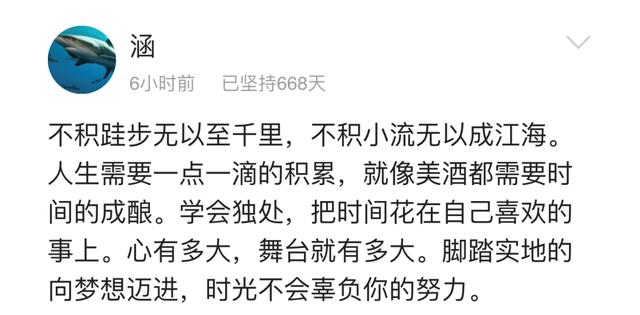 涵
6小时前 已坚持668天
不积跬步无以至千里，不积小流无以成江海。
人生需要一点一滴的积累，就像美酒都需要时
间的成酿。学会独处，把时间花在自己喜欢的
事上。心有多大，舞台就有多大。脚踏实地的
向梦想迈进，时光不会辜负你的努力。